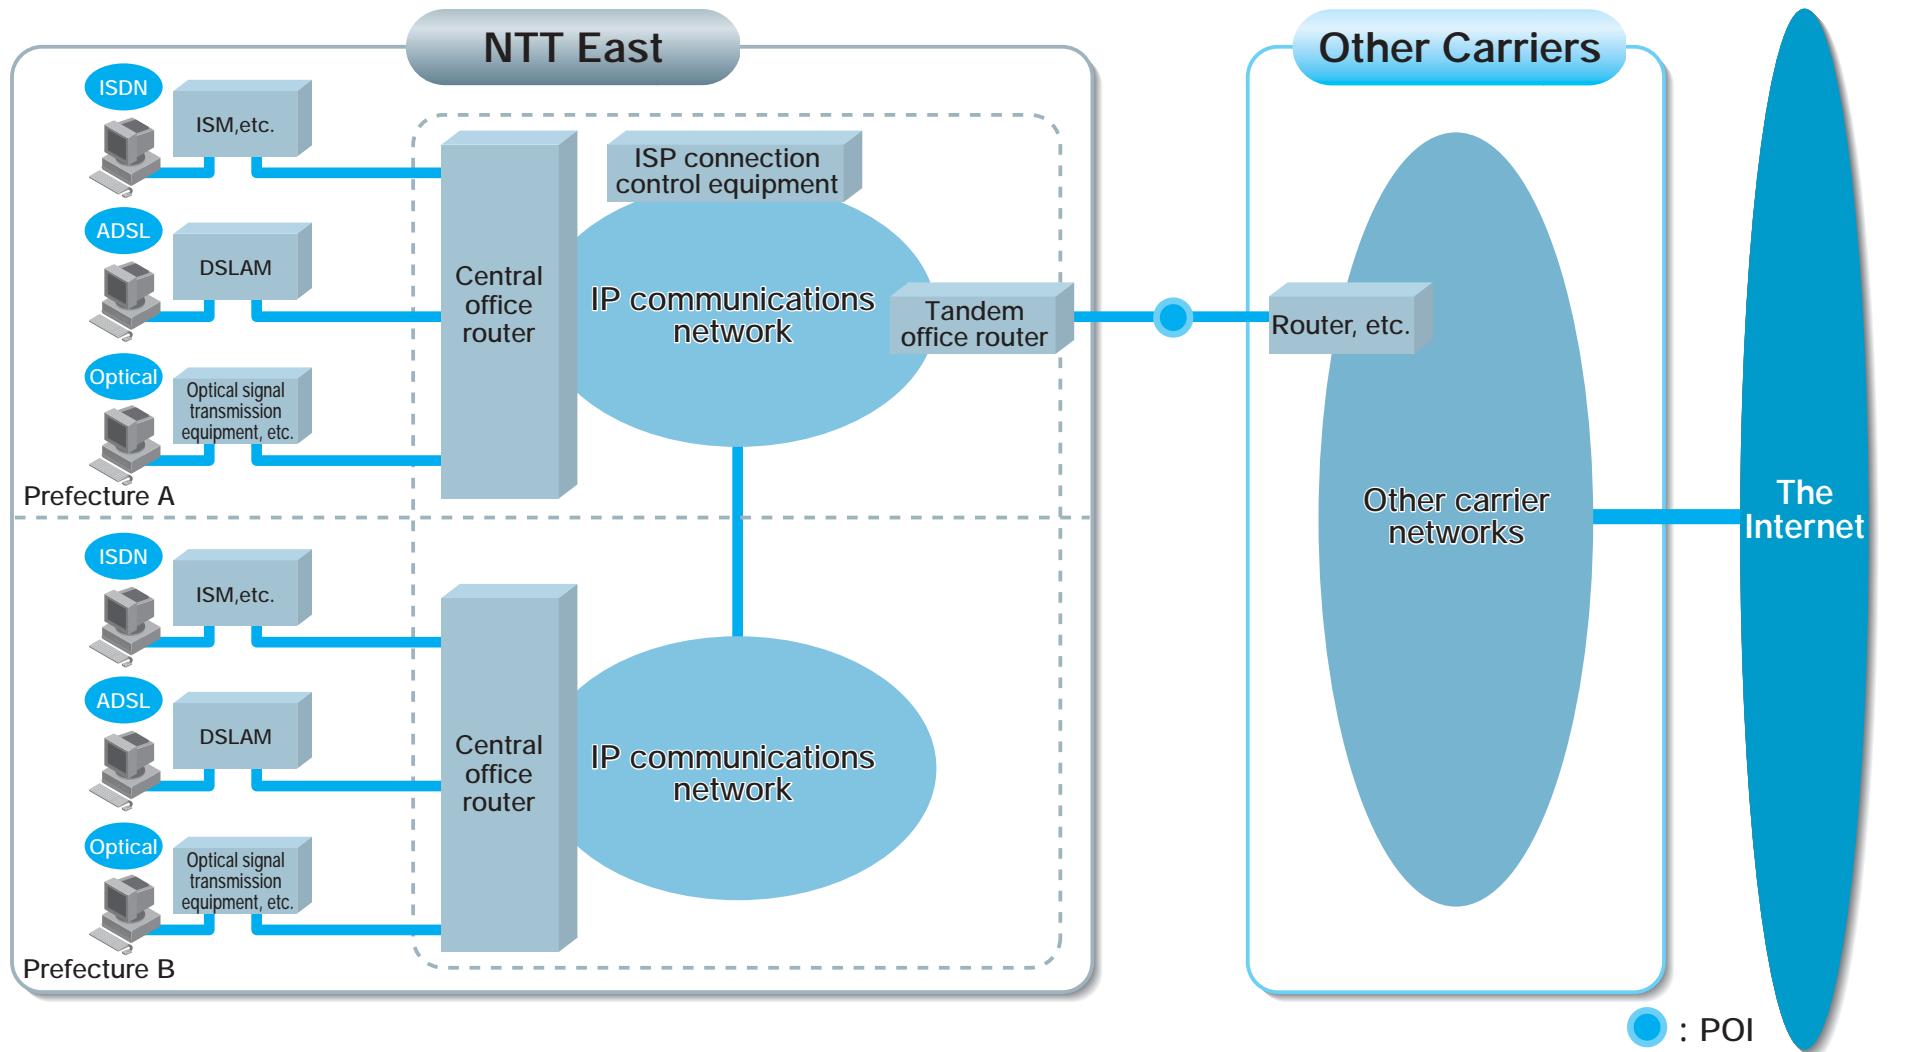 NTT East
Other Carriers
ISDN
ISM,etc.
ADSL
DSLAM
Optical
Optical signal
transmission
equipment, etc.
Prefecture A
Central
office
router
ISP connection
control equipment
IP communications
network
Tandem
office router
Router, etc.
Other carrier
networks
The
Internet
ISDN
ISM,etc.
ADSL
DSLAM
Optical
Optical signal
transmission
equipment, etc.
Prefecture B
Central
office
router
IP communications
network
: POI